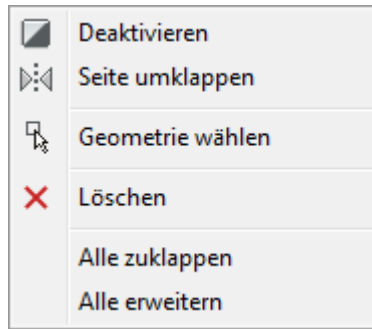 Deaktivieren
Seite umklappen
Geometrie wählen
Löschen
Alle zuklappen
Alle erweitern